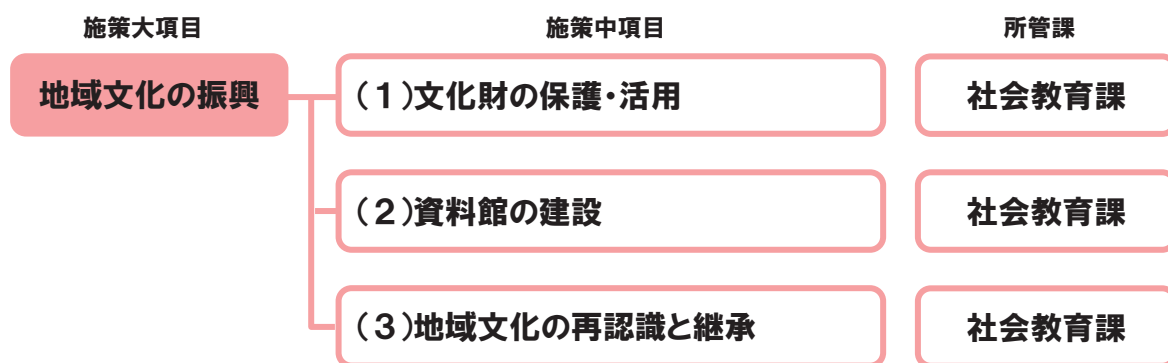 施策大項目 施策中項目 所管課
地域文化の振興 (1)文化財の保護・活用 社会教育課
(2)資料館の建設 社会教育課
(3)地域文化の再認識と継承 社会教育課